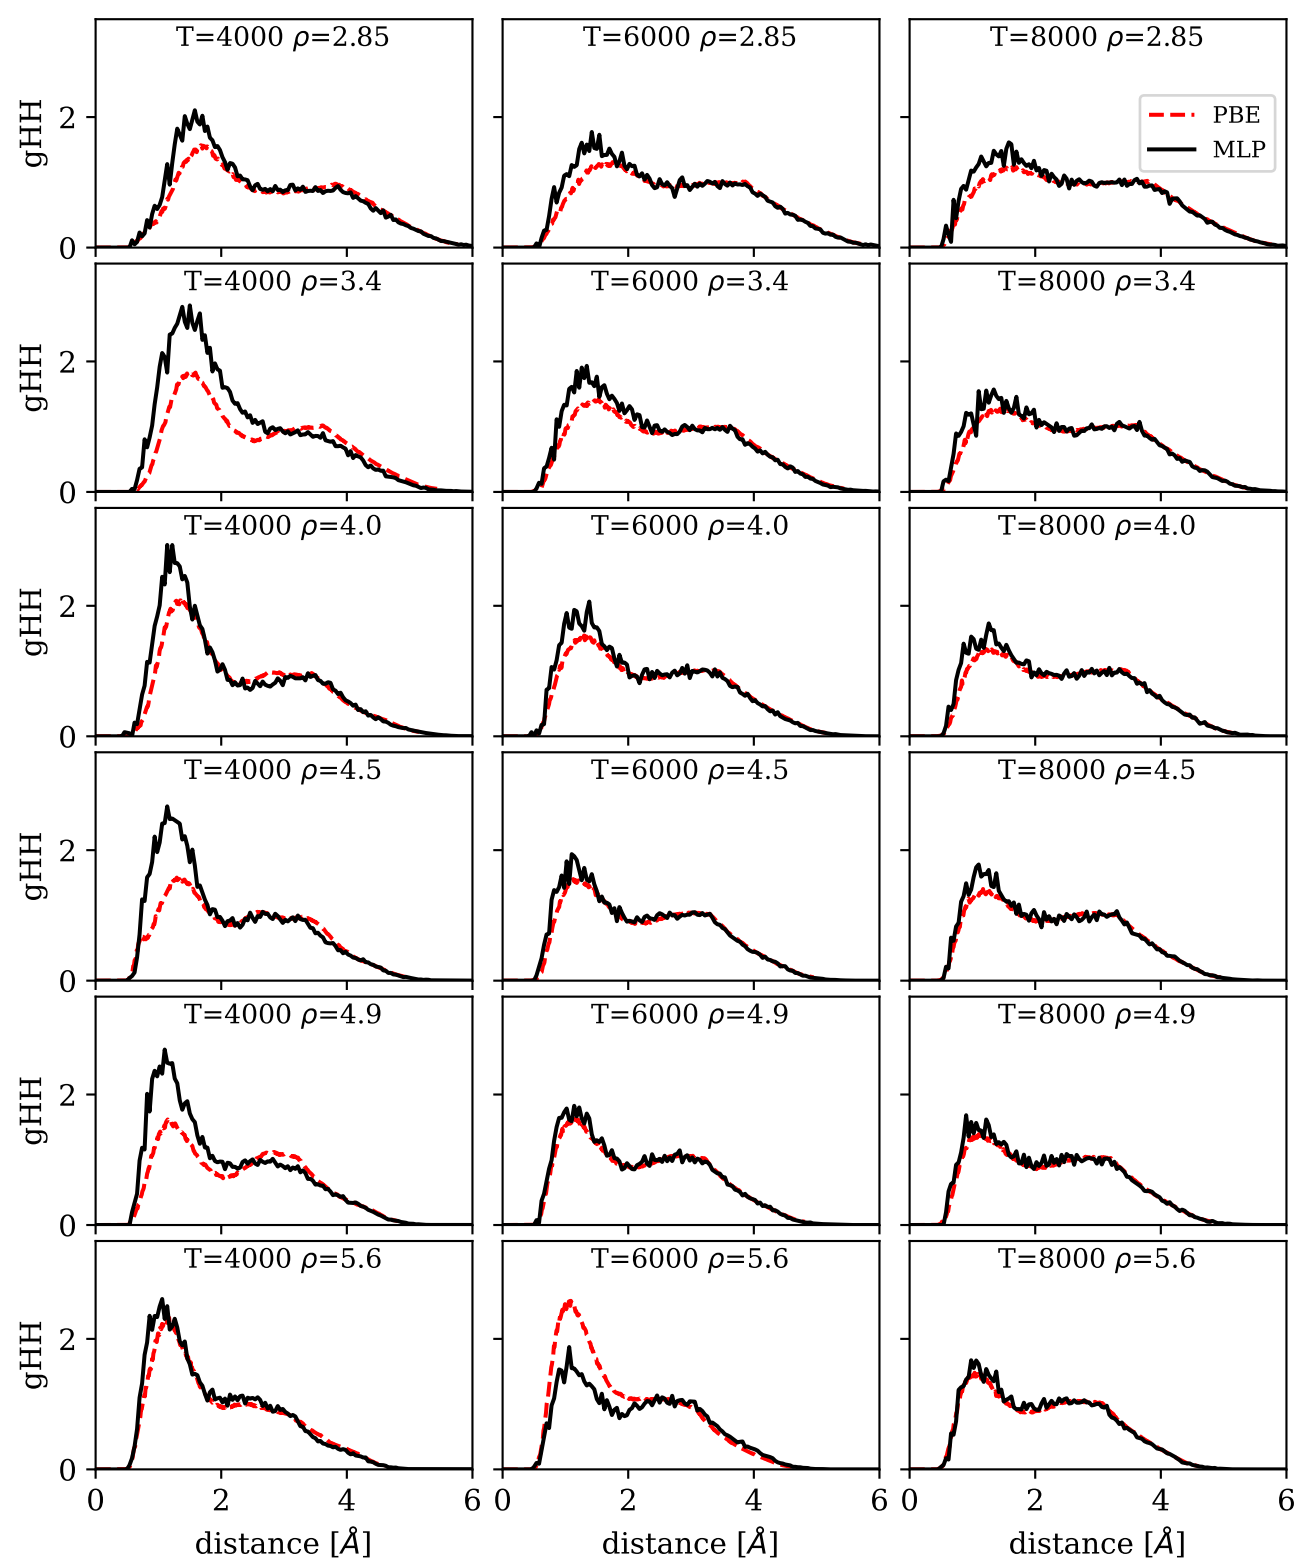 T=4000 ρ=2.85
T=6000 ρ=2.85
T=8000 ρ=2.85
gHH
2
0
PBE
MLP
T=4000 ρ=3.4
T=6000 ρ=3.4
T=8000 ρ=3.4
gHH
2
0
T=4000 ρ=4.0
T=6000 ρ=4.0
T=8000 ρ=4.0
gHH
2
0
T=4000 ρ=4.5
T=6000 ρ=4.5
T=8000 ρ=4.5
gHH
2
0
T=4000 ρ=4.9
T=6000 ρ=4.9
T=8000 ρ=4.9
gHH
2
0
T=4000 ρ=5.6
T=6000 ρ=5.6
T=8000 ρ=5.6
gHH
2
0
0 2 4 6
0 2 4 6
0 2 4 6
distance [Å]
distance [Å]
distance [Å]